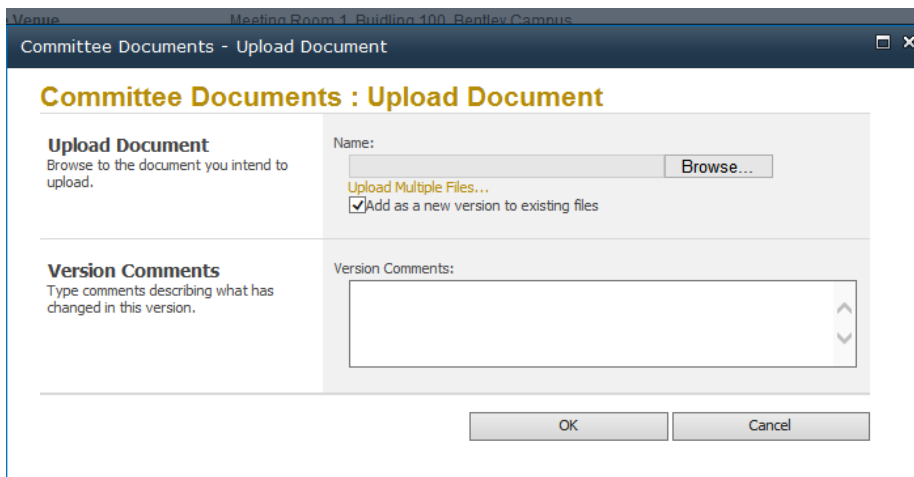 Venue Meeting Room 1, Buidling 100, Bentley Campus
Committee Documents - Upload Document
Committee Documents : Upload Document
Upload Document
Browse to the document you intend to
upload.
Name:
Browse...
Upload Multiple Files...
Add as a new version to existing files
Version Comments
Type comments describing what has
changed in this version.
Version Comments:
OK Cancel